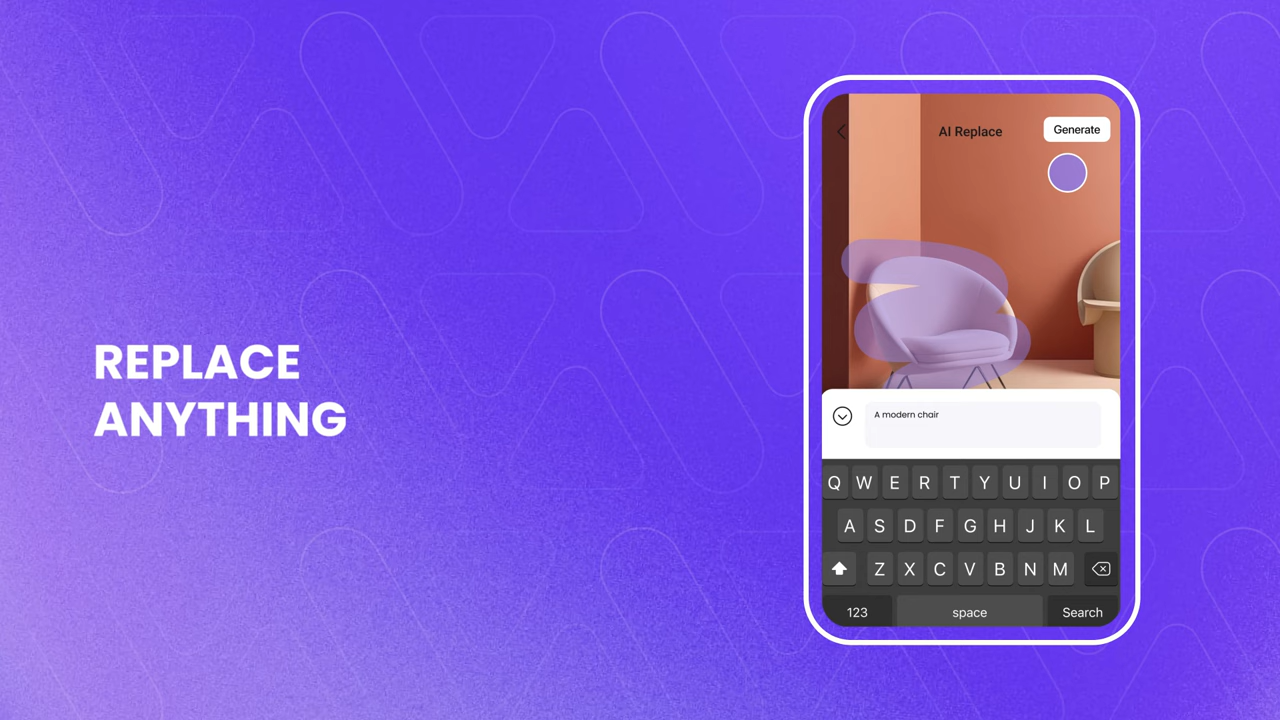 REPLACE
ANYTHING
AI Replace
Generate
A modern chair
Q W E R T Y U I O P
A S D F G H J K L
Z X C V B N M
123 space Search